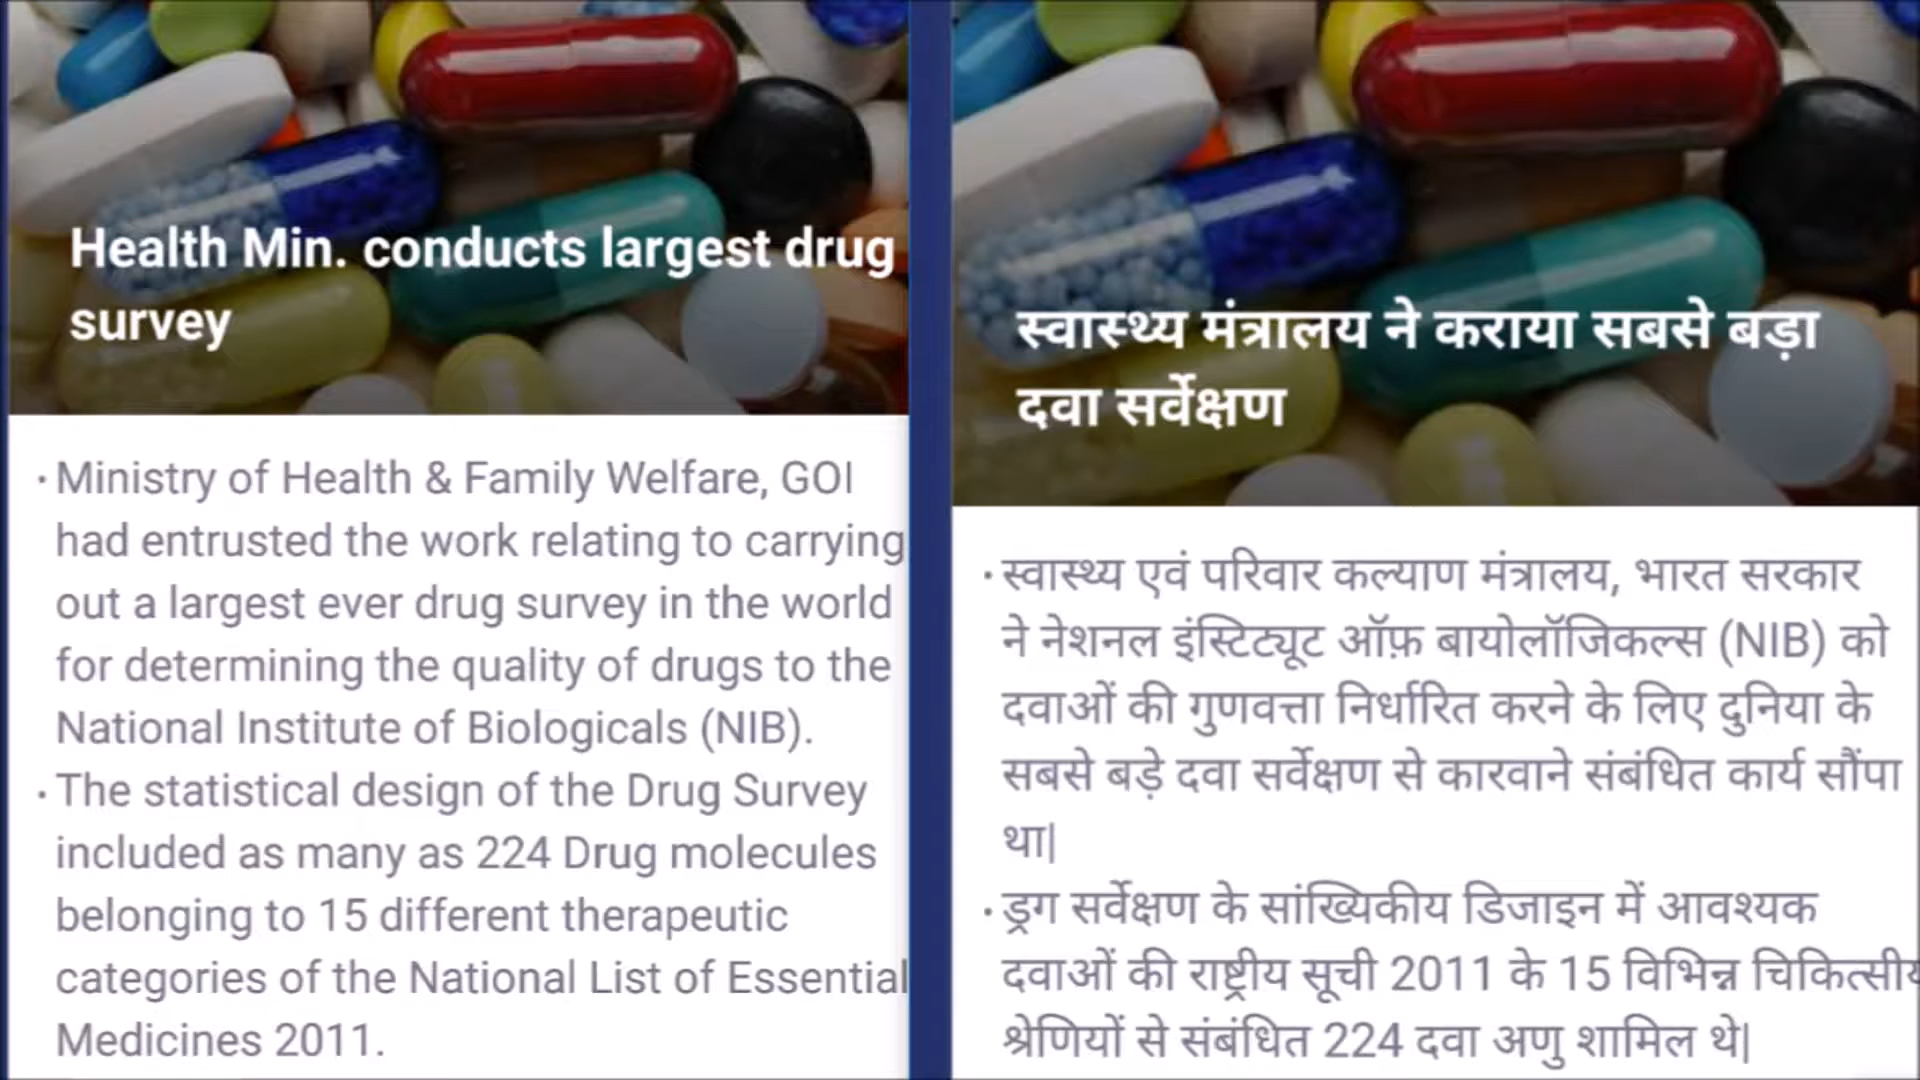 Health Min. conducts largest drug
survey
· Ministry of Health & Family Welfare, GOI
had entrusted the work relating to carrying
out a largest ever drug survey in the world
for determining the quality of drugs to the
National Institute of Biologicals (NIB).
· The statistical design of the Drug Survey
included as many as 224 Drug molecules
belonging to 15 different therapeutic
categories of the National List of Essential
Medicines 2011.
स्वास्थ्य मंत्रालय ने कराया सबसे बड़ा
दवा सर्वेक्षण
· स्वास्थ्य एवं परिवार कल्याण मंत्रालय, भारत सरकार
ने नेशनल इंस्टिट्यूट ऑफ़ बायोलॉजिकल्स (NIB) को
दवाओं की गुणवत्ता निर्धारित करने के लिए दुनिया के
सबसे बड़े दवा सर्वेक्षण से कारवाने संबंधित कार्य सौंपा
था|
· ड्रग सर्वेक्षण के सांख्यिकीय डिजाइन में आवश्यक
दवाओं की राष्ट्रीय सूची 2011 के 15 विभिन्न चिकित्सीय
श्रेणियों से संबंधित 224 दवा अणु शामिल थे|